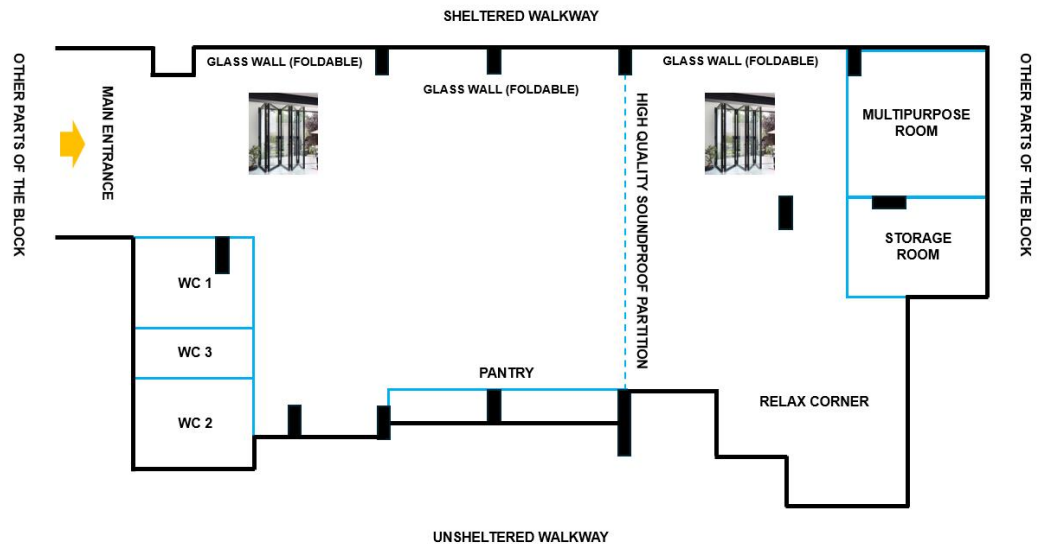 SHELTERED WALKWAY
OTHER PARTS OF THE BLOCK
MAIN ENTRANCE
GLASS WALL (FOLDABLE)
GLASS WALL (FOLDABLE)
HIGH QUALITY SOUNDPROOF PARTITION
GLASS WALL (FOLDABLE)
MULTIPURPOSE
ROOM
OTHER PARTS OF THE BLOCK
STORAGE
ROOM
WC 1
WC 3
WC 2
PANTRY
RELAX CORNER
UNSHELTERED WALKWAY